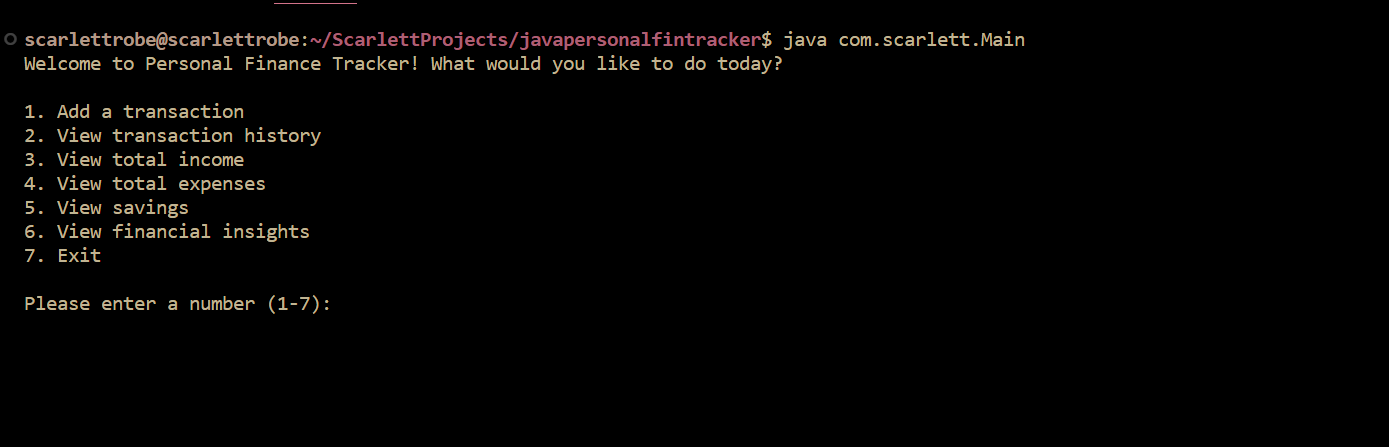 scarlettrobe@scarlettrobe:~/ScarlettProjects/javapersonalfintracker$ java com.scarlett.Main
Welcome to Personal Finance Tracker! What would you like to do today?
1. Add a transaction
2. View transaction history
3. View total income
4. View total expenses
5. View savings
6. View financial insights
7. Exit
Please enter a number (1-7):